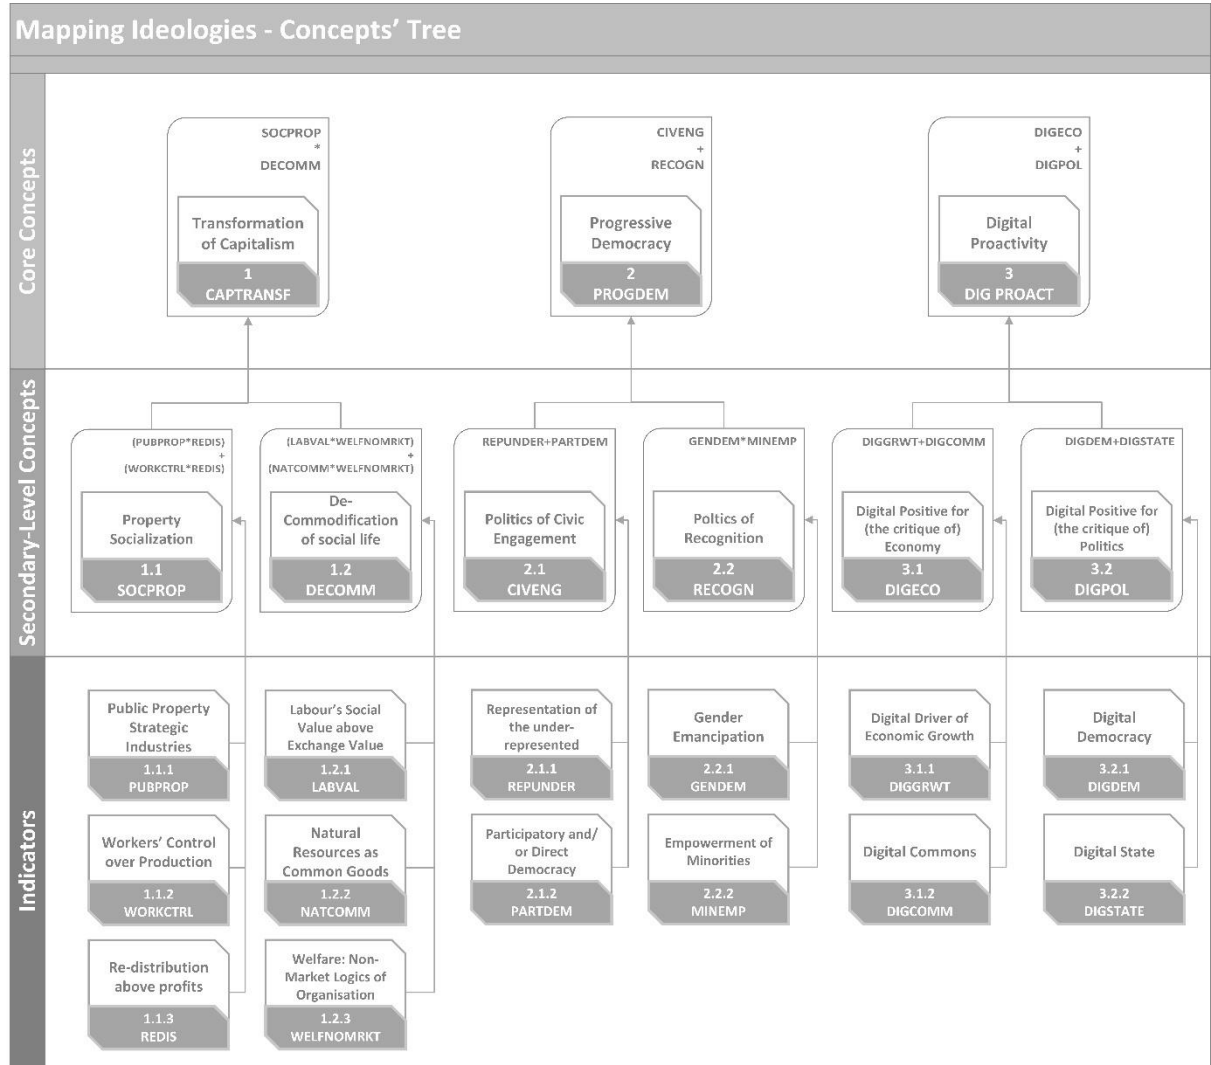 Mapping Ideologies - Concepts' Tree
Core Concepts
SOCPROP
*
DECOMM
Transformation
of Capitalism
1
CAPTRANSF
CIVENG
+
RECOGN
Progressive
Democracy
2
PROGDEM
DIGECO
+
DIGPOL
Digital
Proactivity
3
DIG PROACT
Secondary-Level Concepts
(PUBPROP*REDIS)
+
(WORKCTRL*REDIS)
Property
Socialization
1.1
SOCPROP
(LABVAL*WELFNOMRKT)
+
(NATCOMM*WELFNOMRKT)
De-
Commodification
of social life
1.2
DECOMM
REPUNDER+PARTDEM
Politics of Civic
Engagement
2.1
CIVENG
GENDEM*MINEMP
Poltics of
Recognition
2.2
RECOGN
DIGGRWT+DIGCOMM
Digital Positive for
(the critique of)
Economy
3.1
DIGECO
DIGDEM+DIGSTATE
Digital Positive for
(the critique of)
Politics
3.2
DIGPOL
Indicators
Public Property
Strategic
Industries
1.1.1
PUBPROP
Labour's Social
Value above
Exchange Value
1.2.1
LABVAL
Representation of
the under-
represented
2.1.1
REPUNDER
Gender
Emancipation
2.2.1
GENDEM
Digital Driver of
Economic Growth
3.1.1
DIGGRWT
Digital
Democracy
3.2.1
DIGDEM
Workers' Control
over Production
1.1.2
WORKCTRL
Natural
Resources as
Common Goods
1.2.2
NATCOMM
Participatory and/
or Direct
Democracy
2.1.2
PARTDEM
Empowerment of
Minorities
2.2.2
MINEMP
Digital Commons
3.1.2
DIGCOMM
Digital State
3.2.2
DIGSTATE
Re-distribution
above profits
1.1.3
REDIS
Welfare: Non-
Market Logics of
Organisation
1.2.3
WELFNOMRKT